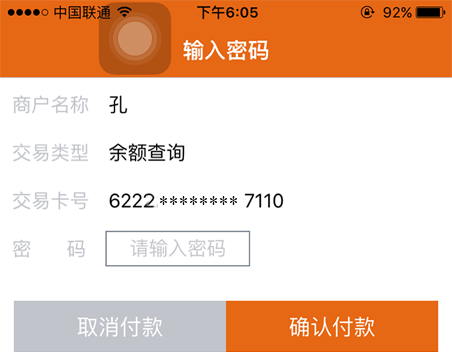 ●●●●○ 中国联通 下午6:05 92%
输入密码
商户名称 孔
交易类型 余额查询
交易卡号 6222 ******** 7110
密 码 请输入密码
取消付款 确认付款